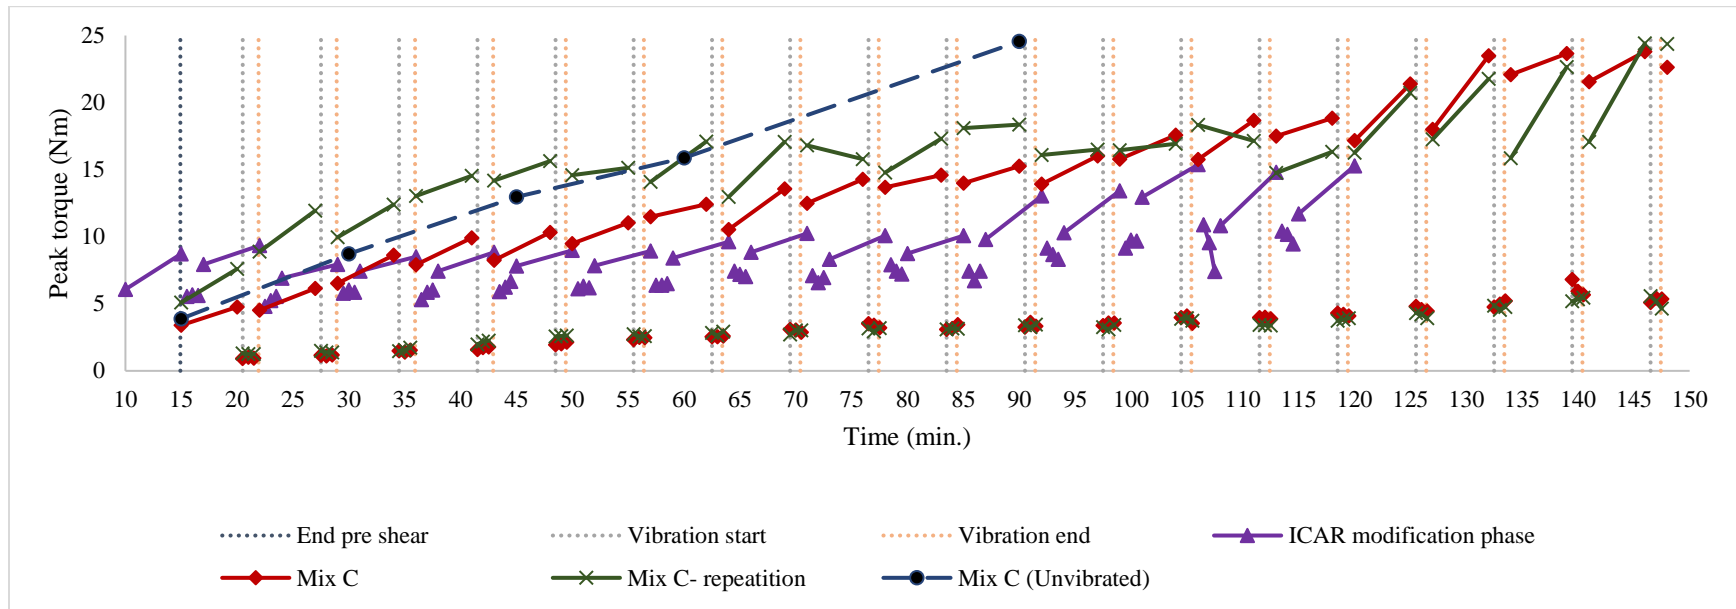 Peak torque (Nm)
25
20
15
10
5
0
10 15 20 25 30 35 40 45 50 55 60 65 70 75 80 85 90 95 100 105 110 115 120 125 130 135 140 145 150
Time (min.)
End pre shear Vibration start Vibration end ICAR modification phase
Mix C Mix C- repeatition Mix C (Unvibrated)